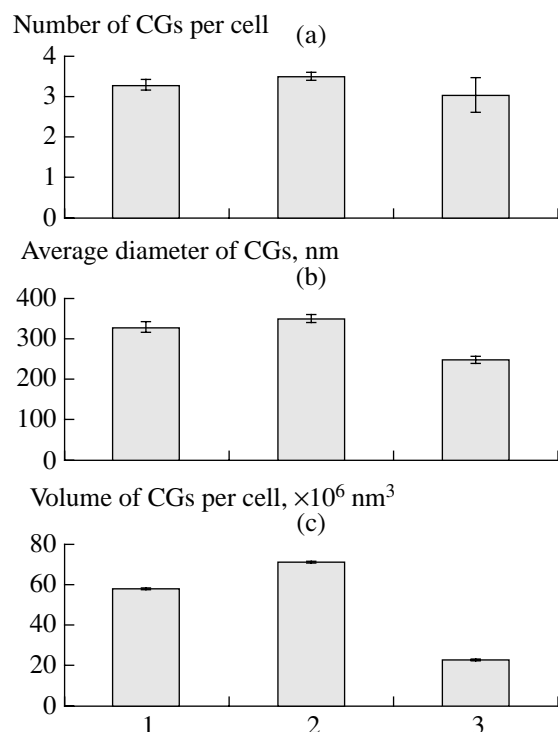 Number of CGs per cell
(a)
4
3
2
1
0
Average diameter of CGs, nm
(b)
400
300
200
100
0
Volume of CGs per cell, ×10⁶ nm³
(c)
80
60
40
20
0
1 2 3